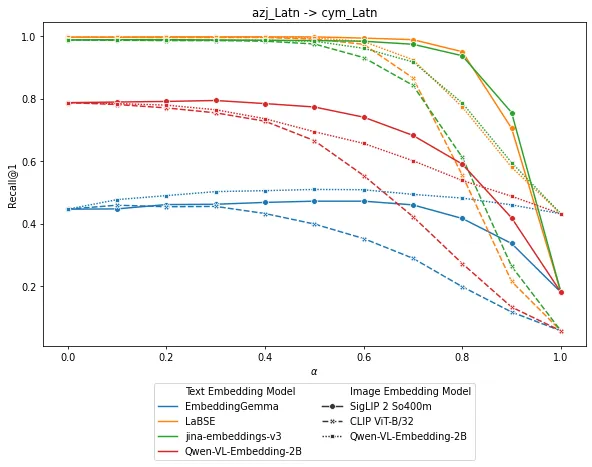 azj_Latn -> cym_Latn
1.0
0.8
0.6
0.4
0.2
Recall@1
0.0 0.2 0.4 0.6 0.8 1.0
α
Text Embedding Model Image Embedding Model
EmbeddingGemma SigLIP 2 So400m
LaBSE CLIP ViT-B/32
jina-embeddings-v3 Qwen-VL-Embedding-2B
Qwen-VL-Embedding-2B